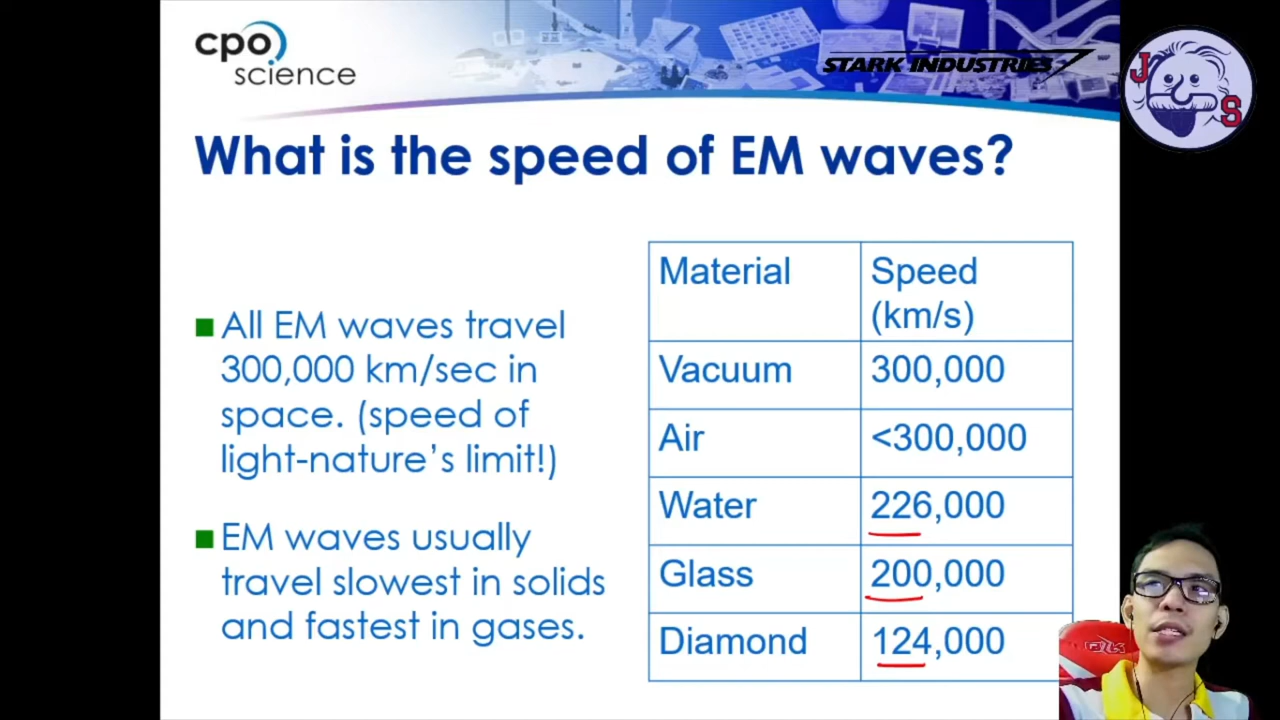 cpo
science
STARK INDUSTRIES
J
S
What is the speed of EM waves?
All EM waves travel
300,000 km/sec in
space. (speed of
light-nature's limit!)
EM waves usually
travel slowest in solids
and fastest in gases.
Material Speed
(km/s)
Vacuum 300,000
Air <300,000
Water 226,000
Glass 200,000
Diamond 124,000